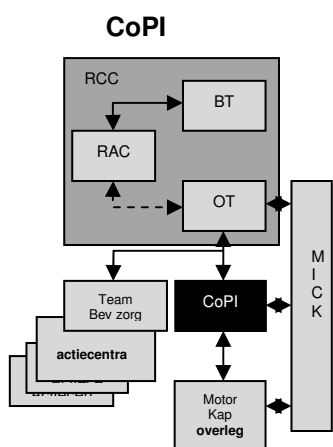 CoPI
RCC
BT
RAC
OT
M
I
C
K
Team
Bev zorg
CoPI
actiecentra
Motor
Kap
overleg